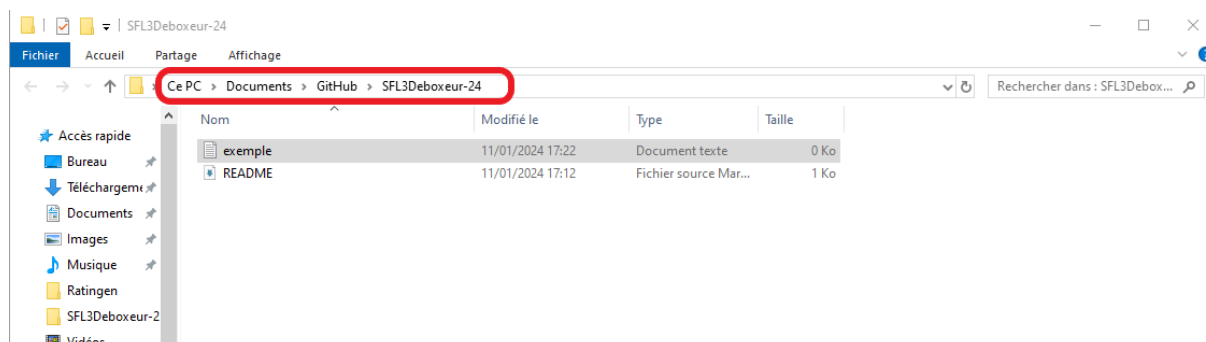 SFL3Deboxeur-24
Fichier Accueil Partage Affichage
Ce PC > Documents > GitHub > SFL3Deboxeur-24 Rechercher dans : SFL3Debox...
Nom Modifié le Type Taille
Accès rapide
exemple 11/01/2024 17:22 Document texte 0 Ko
Bureau
README 11/01/2024 17:12 Fichier source Mar... 1 Ko
Téléchargeme
Documents
Images
Musique
Ratingen
SFL3Deboxeur-2
Vidéos